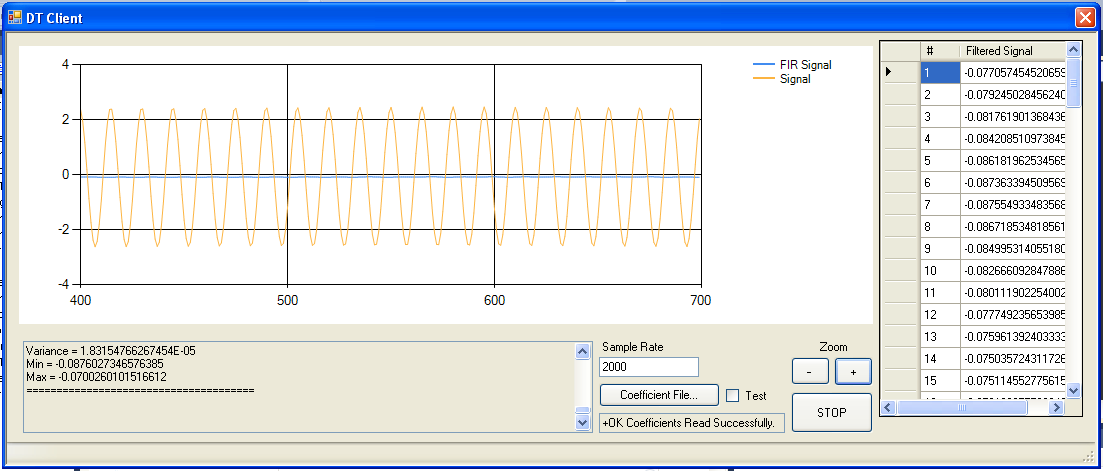 DT Client
4
2
0
-2
-4
400
500
600
700
FIR Signal
Signal
Variance = 1.83154766267454E-05
Min = -0.0876027346576385
Max = -0.0700260101516612
=====================================
Sample Rate
2000
Coefficient File...
Test
+OK Coefficients Read Successfully.
Zoom
-
+
STOP
# Filtered Signal
1 -0.077057454520659
2 -0.079245028456240
3 -0.081761901368436
4 -0.084208510973845
5 -0.086181962534565
6 -0.087363394509569
7 -0.087554933483566
8 -0.086718534818561
9 -0.084995314055180
10 -0.082666092847886
11 -0.080111902254002
12 -0.077749235653985
13 -0.075961392403333
14 -0.075035724311726
15 -0.075114552775615